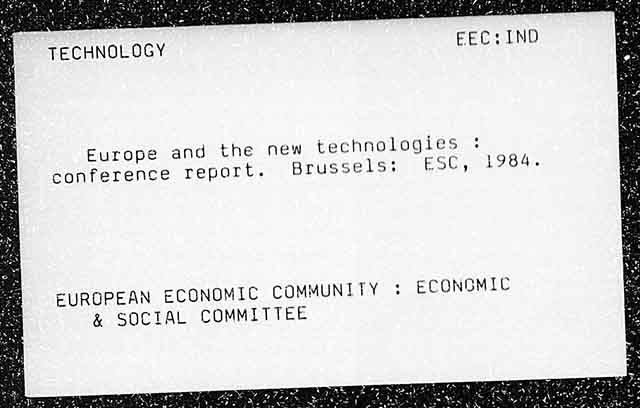 TECHNOLOGY EEC:IND
Europe and the new technologies :
conference report. Brussels: ESC, 1984.
EUROPEAN ECONOMIC COMMUNITY : ECONOMIC
& SOCIAL COMMITTEE